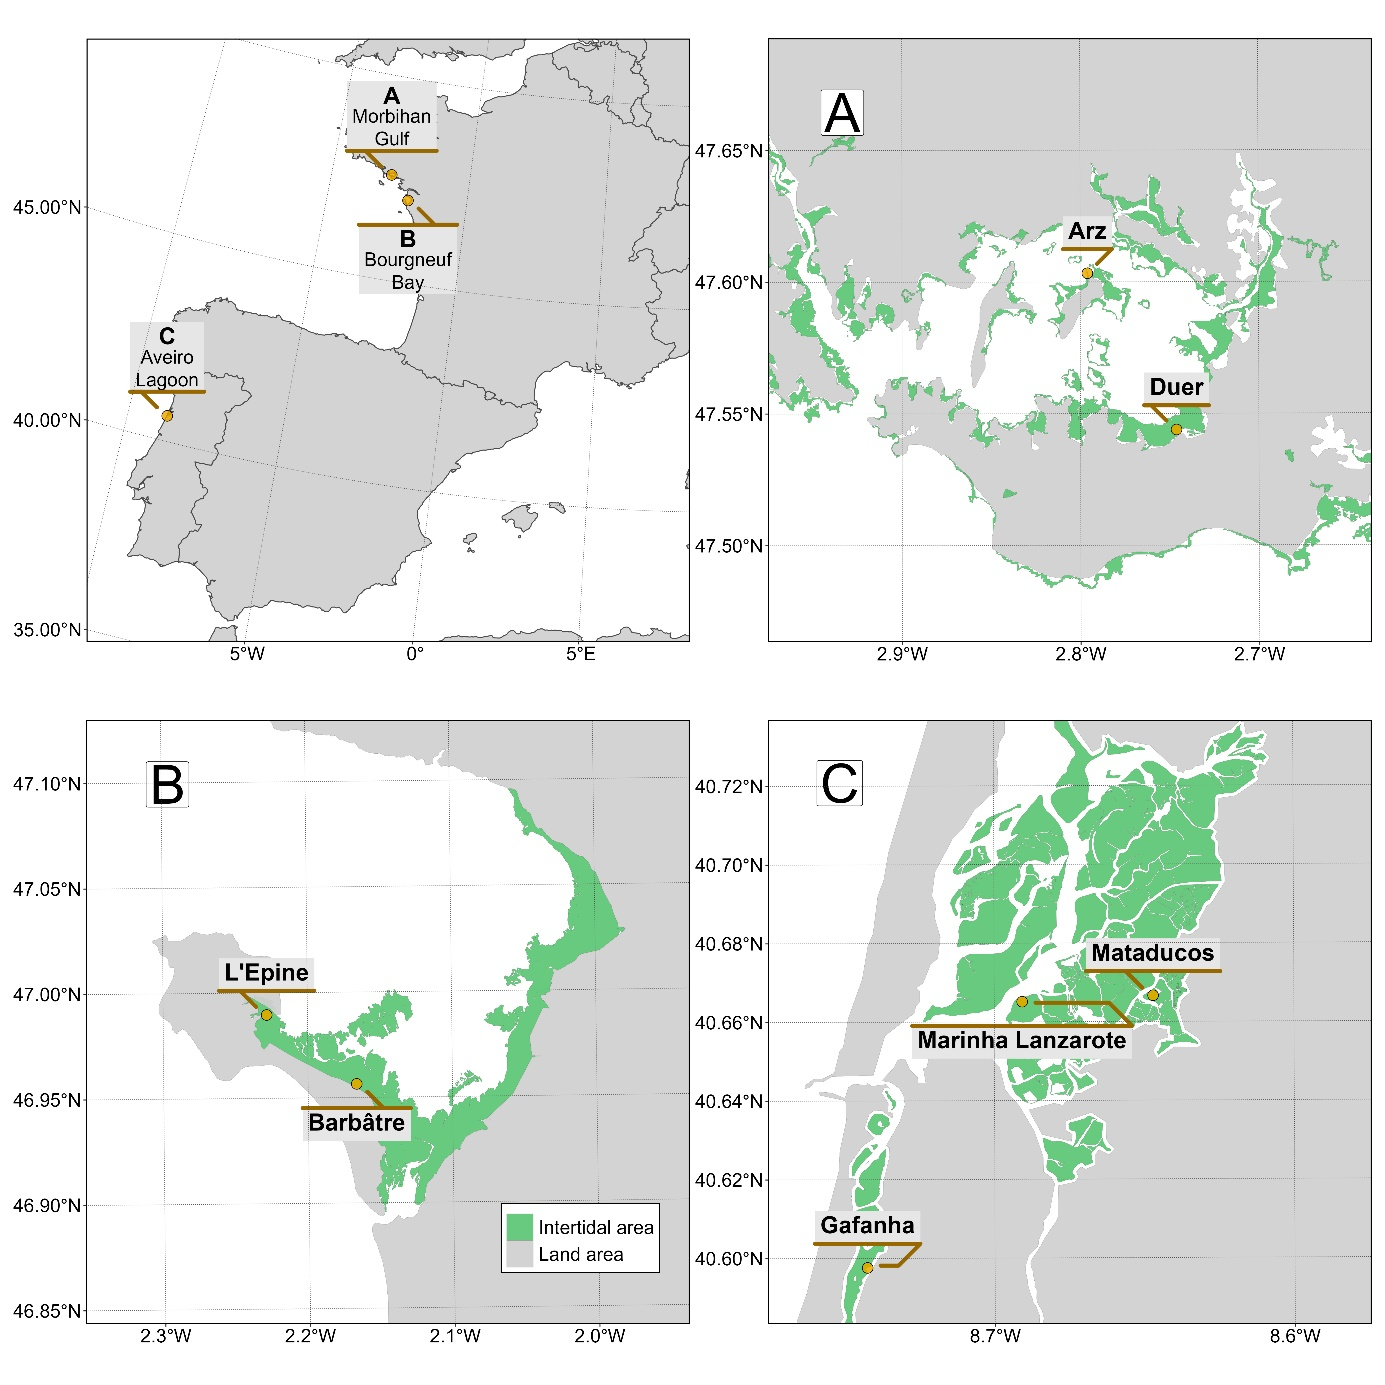 A
Morbihan
Gulf
B
Bourgneuf
Bay
C
Aveiro
Lagoon
45.00°N
40.00°N
35.00°N
5°W
0°
5°E
A
Arz
Duer
47.65°N
47.60°N
47.55°N
47.50°N
2.9°W
2.8°W
2.7°W
B
L'Epine
Barbâtre
Intertidal area
Land area
47.10°N
47.05°N
47.00°N
46.95°N
46.90°N
46.85°N
2.3°W
2.2°W
2.1°W
2.0°W
C
Mataducos
Marinha Lanzarote
Gafanha
40.72°N
40.70°N
40.68°N
40.66°N
40.64°N
40.62°N
40.60°N
8.7°W
8.6°W